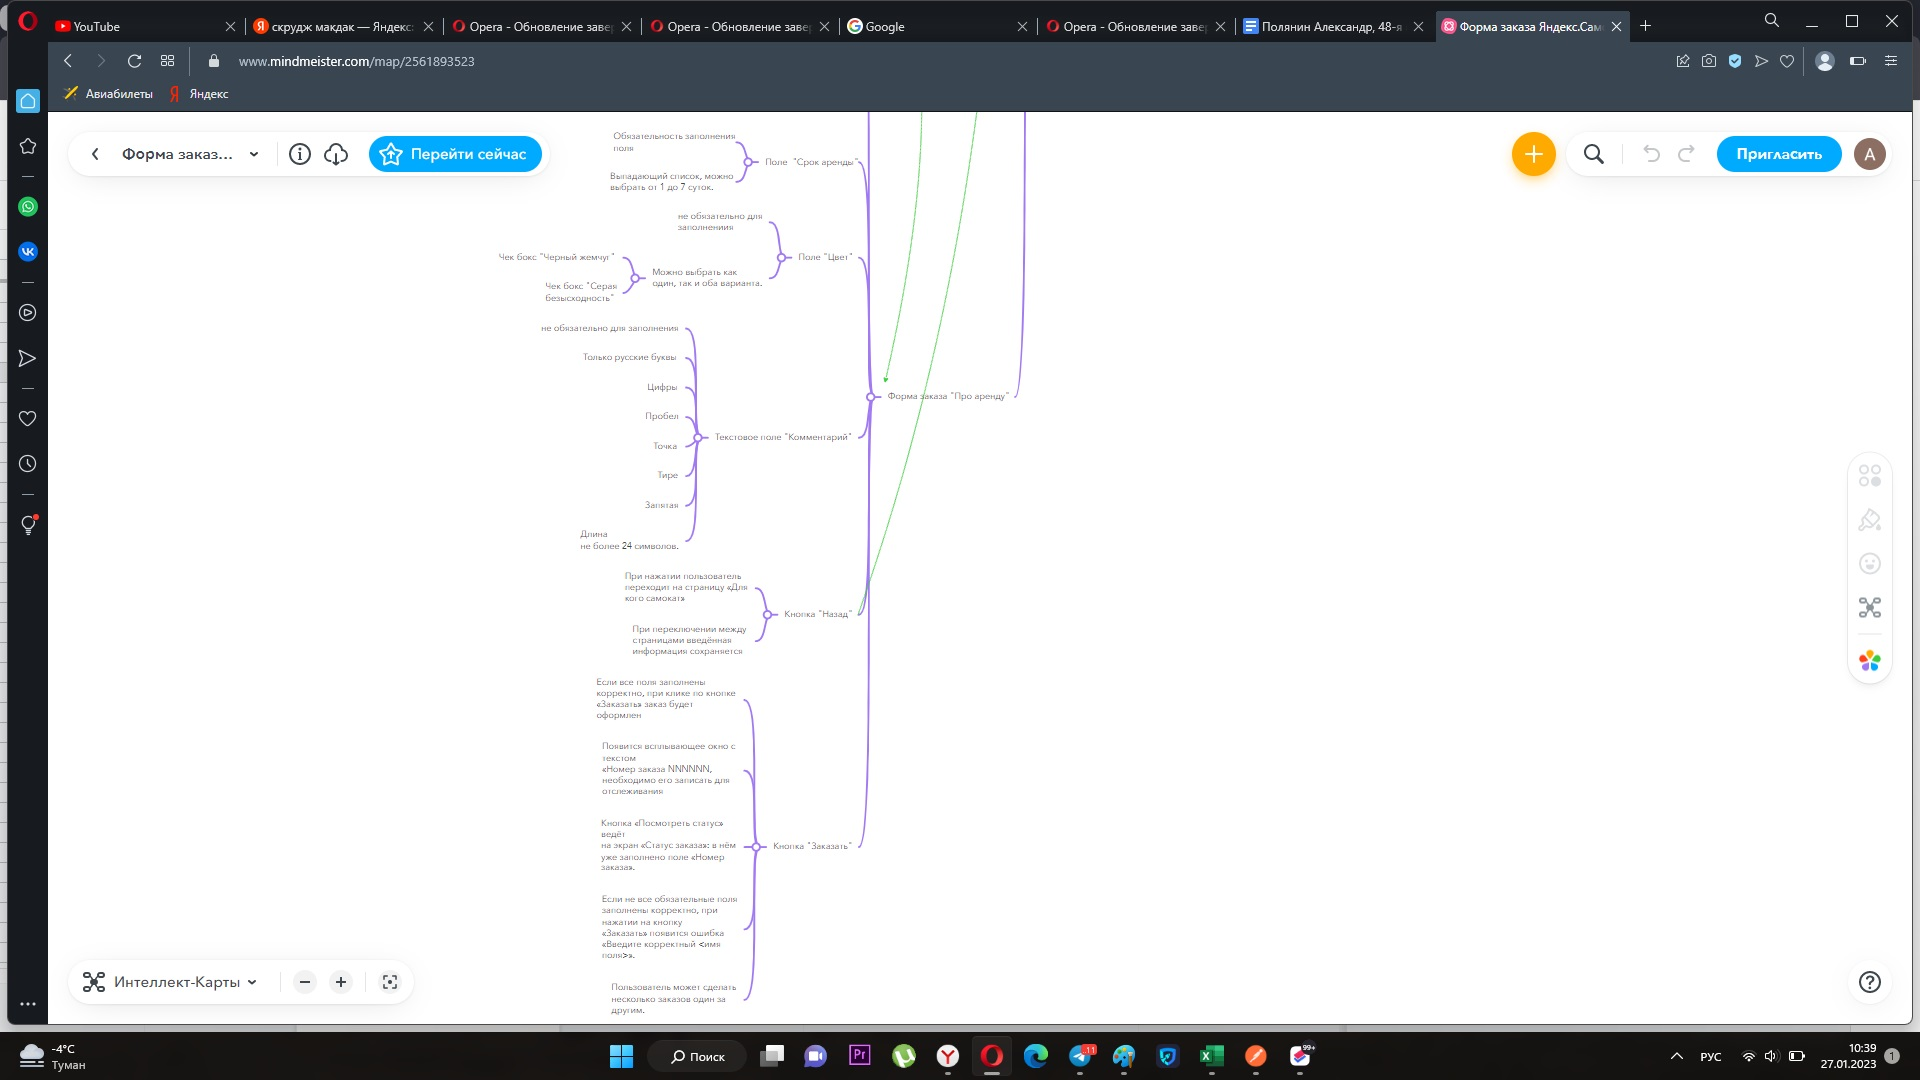 YouTube
скрудж макдак — Яндекс:
Opera - Обновление заве
Opera - Обновление заве
Google
Opera - Обновление заве
Полянин Александр, 48-я
Форма заказа Яндекс.Сам
www.mindmeister.com/map/2561893523
Авиабилеты
Яндекс
Форма заказ...
Перейти сейчас
Пригласить
A
Обязательность заполнения
поля
Поле "Срок аренды"
Выпадающий список, можно
выбрать от 1 до 7 суток.
не обязательно для
заполнениия
Чек бокс "Черный жемчуг"
Поле "Цвет"
Можно выбрать как
один, так и оба варианта.
Чек бокс "Серая
безысходность"
не обязательно для заполнения
Только русские буквы
Цифры
Форма заказа "Про аренду"
Пробел
Текстовое поле "Комментарий"
Точка
Тире
Запятая
Длина
не более 24 символов.
При нажатии пользователь
переходит на страницу «Для
кого самокат»
Кнопка "Назад"
При переключении между
страницами введённая
информация сохраняется
Если все поля заполнены
корректно, при клике по кнопке
«Заказать» заказ будет
оформлен
Появится всплывающее окно с
текстом
«Номер заказа NNNNNN,
необходимо его записать для
отслеживания
Кнопка «Посмотреть статус»
ведёт
на экран «Статус заказа»: в нём
уже заполнено поле «Номер
заказа».
Кнопка "Заказать"
Если не все обязательные поля
заполнены корректно, при
нажатии на кнопку
«Заказать» появится ошибка
«Введите корректный <имя
поля>».
Пользователь может сделать
несколько заказов один за
другим.
Интеллект-Карты
-4°C
Туман
Поиск
Pr
11
99+
РУС
10:39
27.01.2023
1